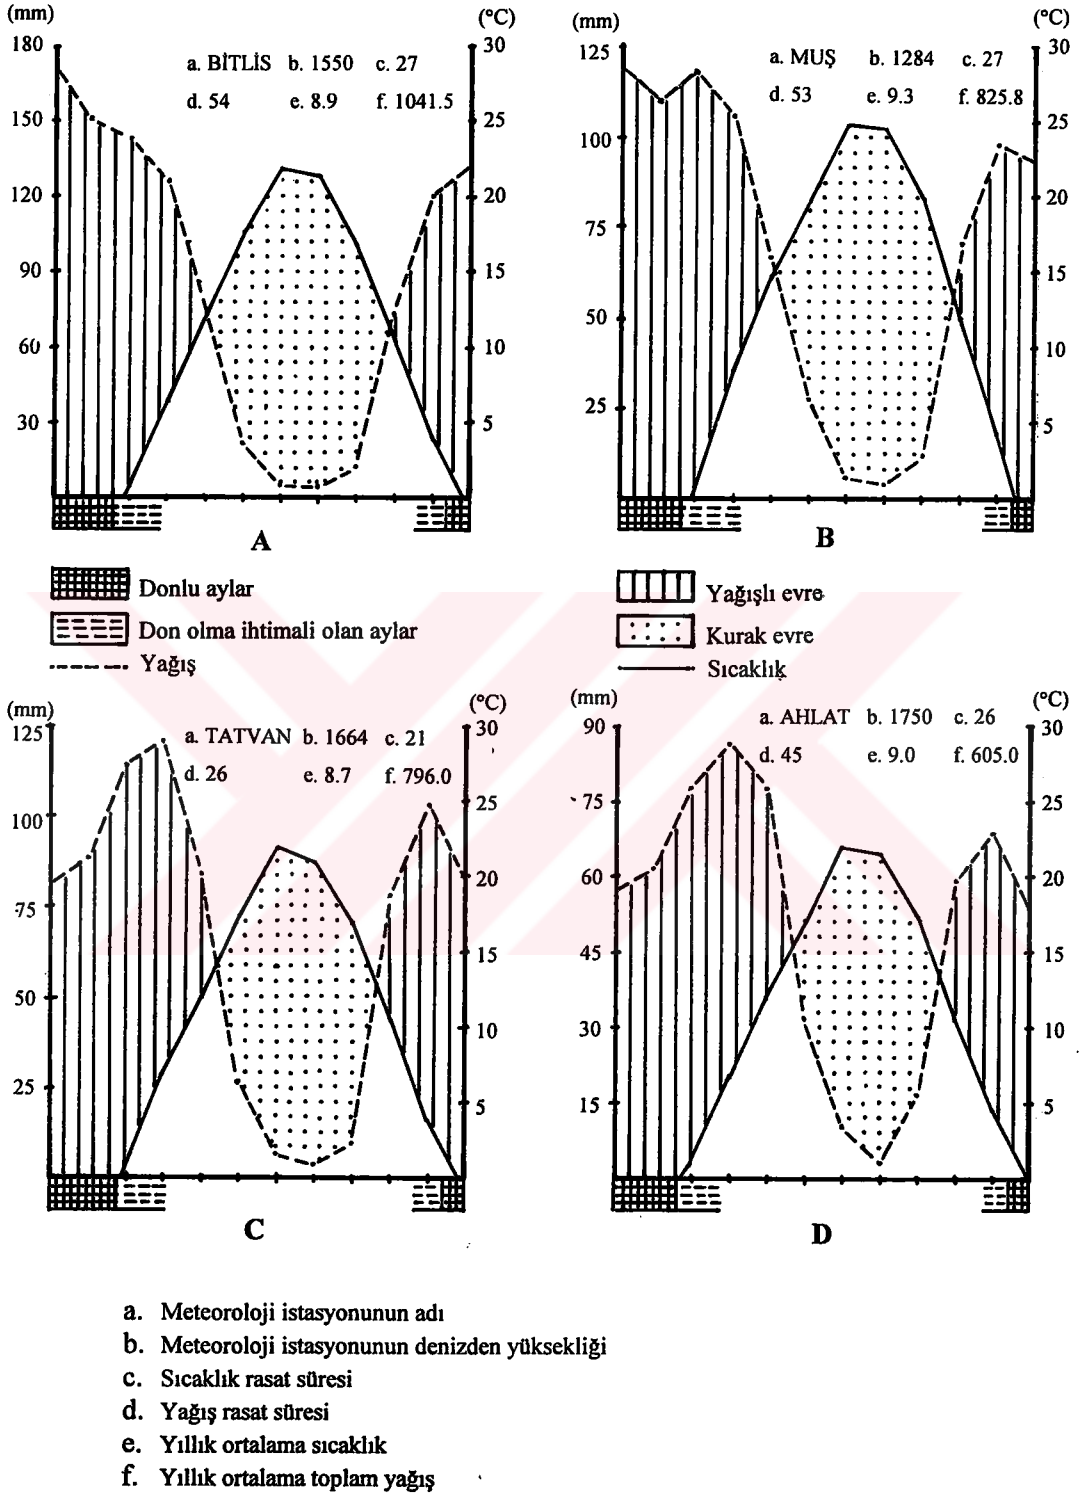 (mm) (°C)
180 30
a. BİTLİS b. 1550 c. 27
d. 54 e. 8.9 f. 1041.5
150 25
120 20
90 15
60 10
30 5
A
(mm) (°C)
125 30
a. MUŞ b. 1284 c. 27
d. 53 e. 9.3 f. 825.8
25
100
20
75
15
50
10
25
5
B
Donlu aylar
Don olma ihtimali olan aylar
Yağış
Yağışlı evre
Kurak evre
Sıcaklık
(mm) (°C)
125 30
a. TATVAN b. 1664 c. 21
d. 26 e. 8.7 f. 796.0
25
100
20
75
15
50
10
25
5
C
(mm) (°C)
90 30
a. AHLAT b. 1750 c. 26
d. 45 e. 9.0 f. 605.0
75 25
60 20
45 15
30 10
15 5
D
a. Meteoroloji istasyonunun adı
b. Meteoroloji istasyonunun denizden yüksekliği
c. Sıcaklık rasat süresi
d. Yağış rasat süresi
e. Yıllık ortalama sıcaklık
f. Yıllık ortalama toplam yağış